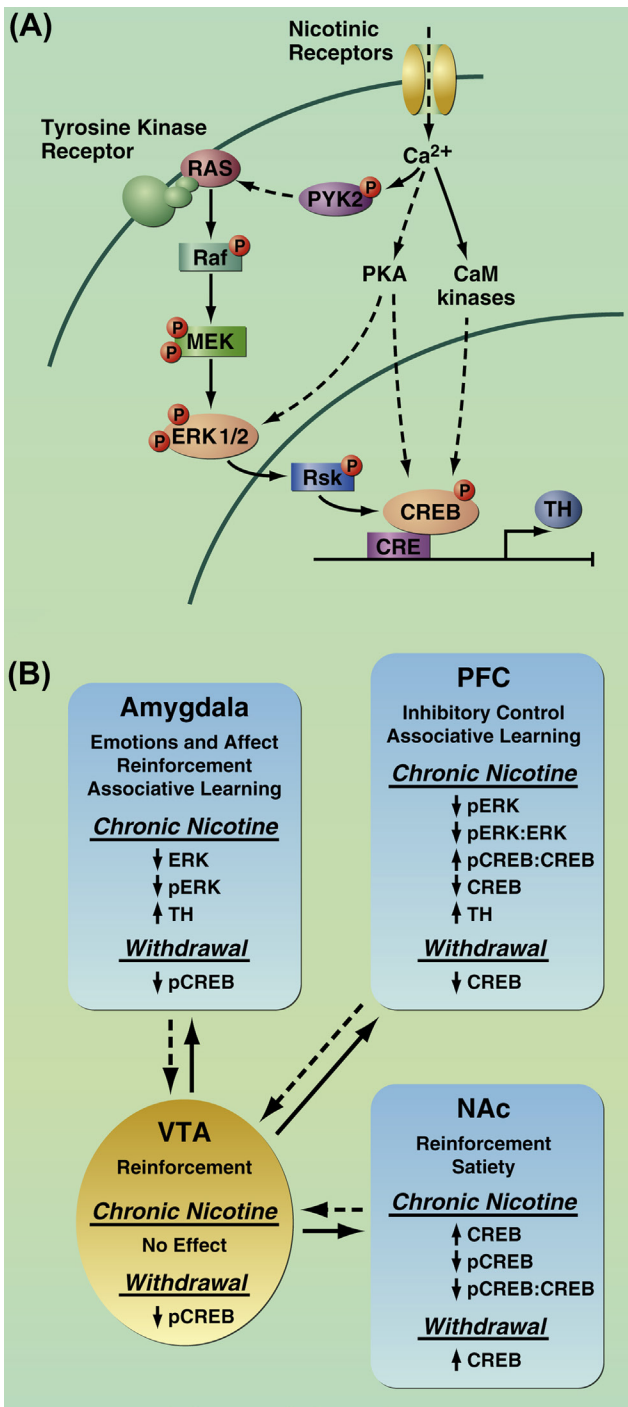 (A)
Nicotinic
Receptors
Tyrosine Kinase
Receptor
Ca2+
RAS
PYK2
P
Raf
P
PKA
CaM
kinases
P
MEK
P
P
ERK 1/2
P
Rsk
P
CREB
P
TH
CRE
(B)
Amygdala
Emotions and Affect
Reinforcement
Associative Learning
Chronic Nicotine
↓ ERK
↓ pERK
↑ TH
Withdrawal
↓ pCREB
PFC
Inhibitory Control
Associative Learning
Chronic Nicotine
↓ pERK
↓ pERK:ERK
↑ pCREB:CREB
↓ CREB
↑ TH
Withdrawal
↓ CREB
VTA
Reinforcement
Chronic Nicotine
No Effect
Withdrawal
↓ pCREB
NAc
Reinforcement
Satiety
Chronic Nicotine
↑ CREB
↓ pCREB
↓ pCREB:CREB
Withdrawal
↑ CREB